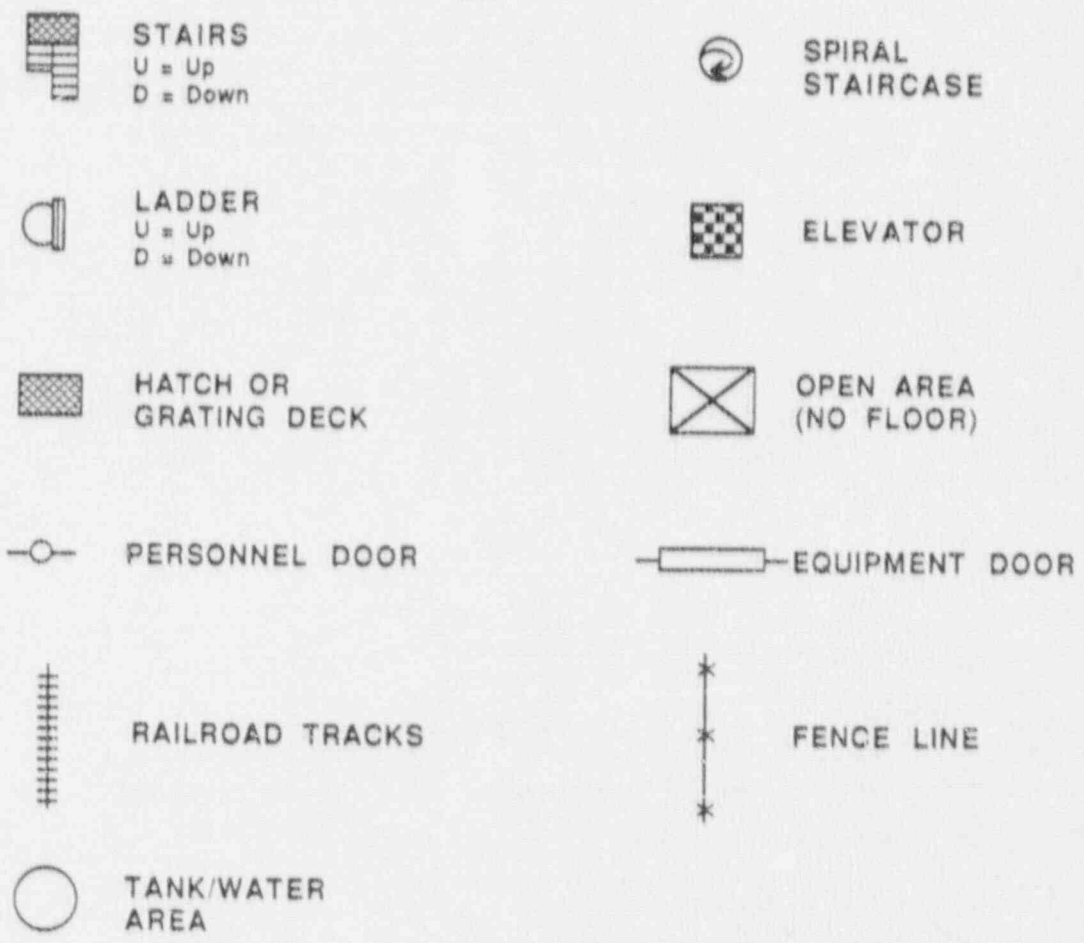 STAIRS
U = Up
D = Down
SPIRAL
STAIRCASE
LADDER
U = Up
D = Down
ELEVATOR
HATCH OR
GRATING DECK
OPEN AREA
(NO FLOOR)
PERSONNEL DOOR
EQUIPMENT DOOR
RAILROAD TRACKS
FENCE LINE
TANK/WATER
AREA